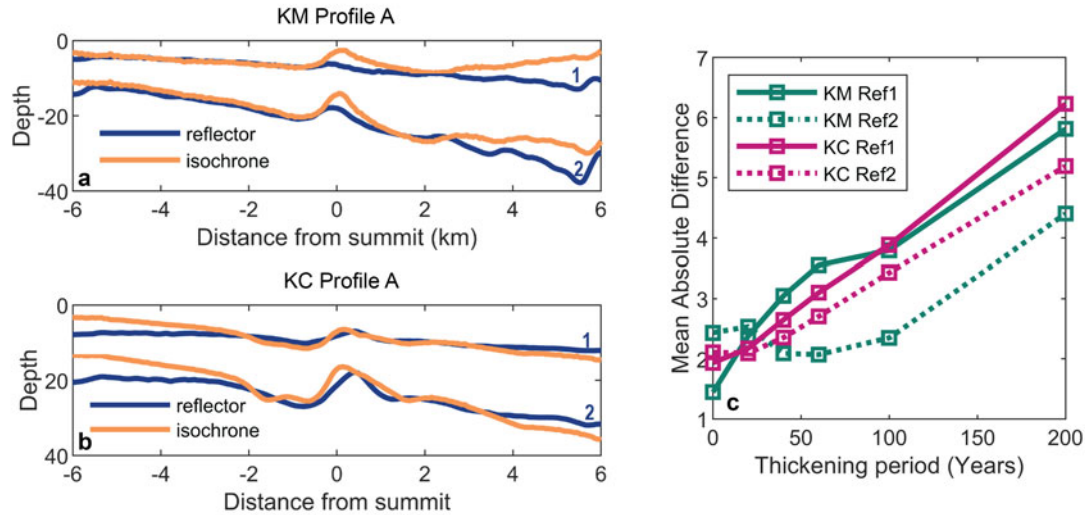 KM Profile A
0
-20
-40
Depth
reflector
isochrone
1
2
a
-6 -4 -2 0 2 4 6
Distance from summit (km)
KC Profile A
0
20
40
Depth
reflector
isochrone
1
2
b
-6 -4 -2 0 2 4 6
Distance from summit
7
6
5
4
3
2
1
Mean Absolute Difference
KM Ref1
KM Ref2
KC Ref1
KC Ref2
c
0 50 100 150 200
Thickening period (Years)